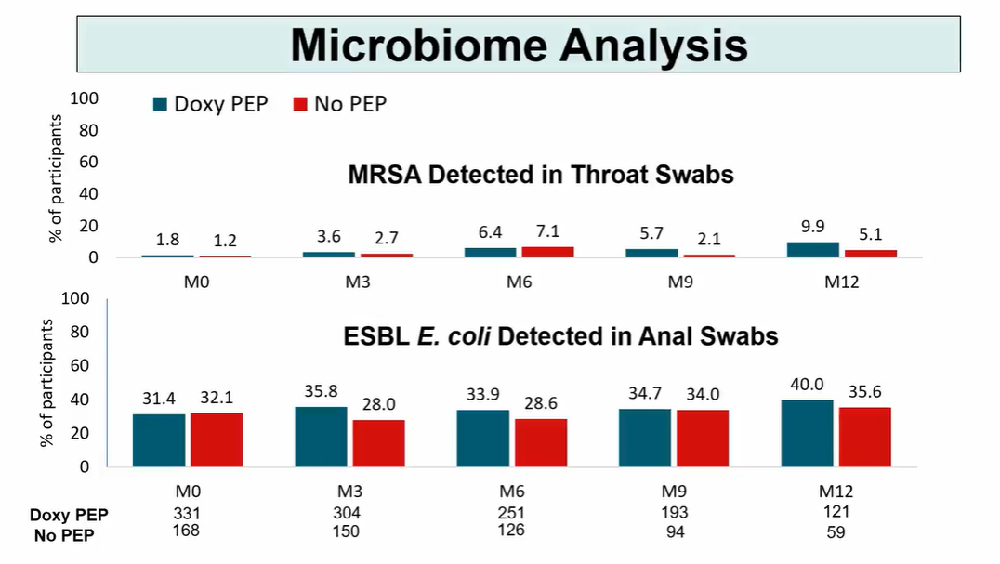 Microbiome Analysis
Doxy PEP No PEP
% of participants
100
80
60
40
20
0
MRSA Detected in Throat Swabs
1.8 1.2 3.6 2.7 6.4 7.1 5.7 2.1 9.9 5.1
M0 M3 M6 M9 M12
% of participants
100
80
60
40
20
0
ESBL E. coli Detected in Anal Swabs
31.4 32.1 35.8 28.0 33.9 28.6 34.7 34.0 40.0 35.6
M0 M3 M6 M9 M12
Doxy PEP 331 304 251 193 121
No PEP 168 150 126 94 59